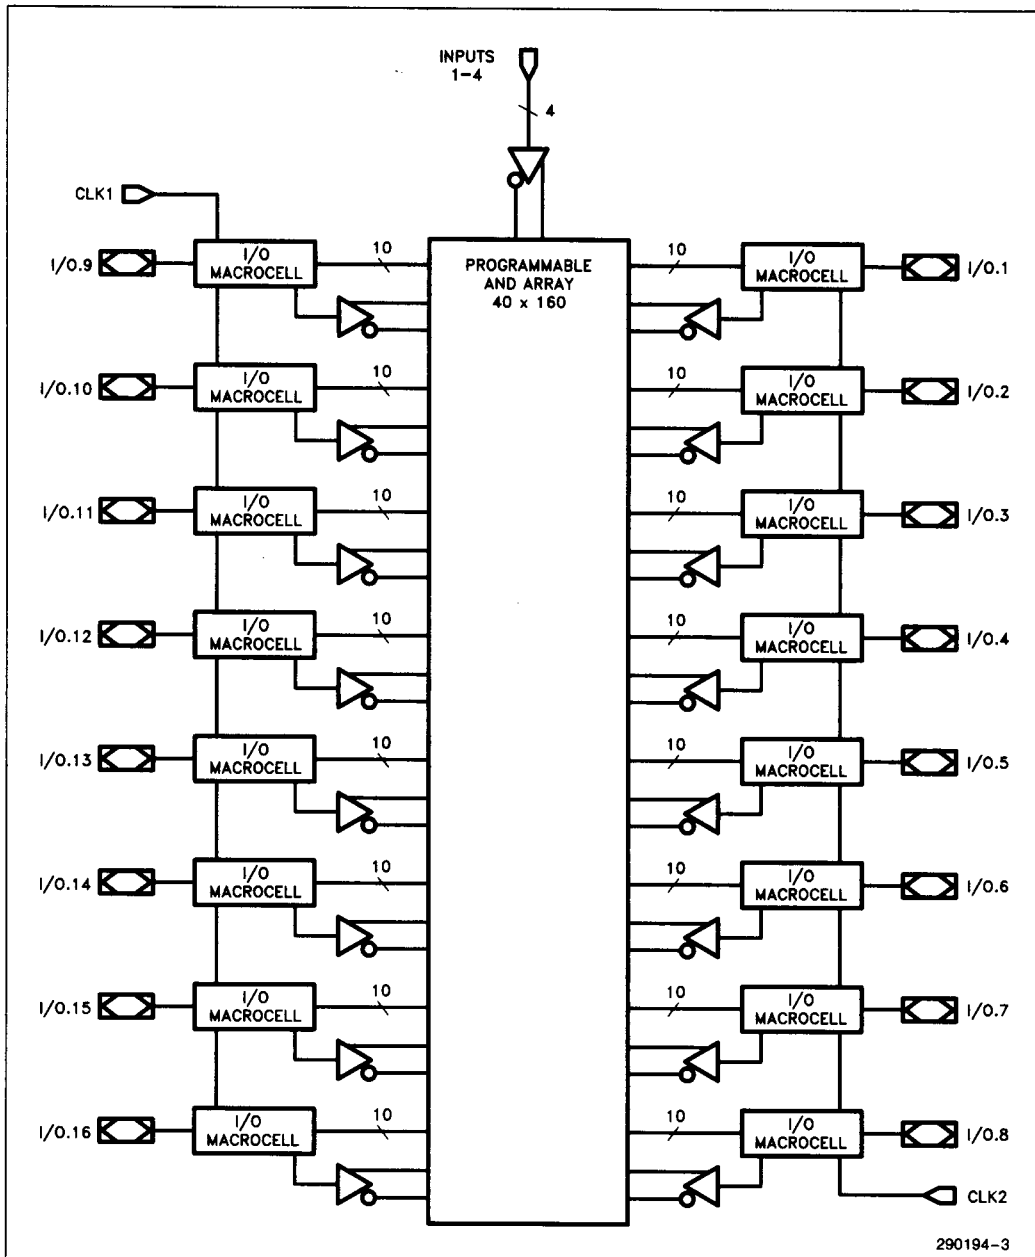 INPUTS
1-4
4
CLK1
I/O.9
I/O
MACROCELL
10
PROGRAMMABLE
AND ARRAY
40 x 160
10
I/O
MACROCELL
I/O.1
I/O.10
I/O
MACROCELL
10
10
I/O
MACROCELL
I/O.2
I/O.11
I/O
MACROCELL
10
10
I/O
MACROCELL
I/O.3
I/O.12
I/O
MACROCELL
10
10
I/O
MACROCELL
I/O.4
I/O.13
I/O
MACROCELL
10
10
I/O
MACROCELL
I/O.5
I/O.14
I/O
MACROCELL
10
10
I/O
MACROCELL
I/O.6
I/O.15
I/O
MACROCELL
10
10
I/O
MACROCELL
I/O.7
I/O.16
I/O
MACROCELL
10
10
I/O
MACROCELL
I/O.8
CLK2
290194-3